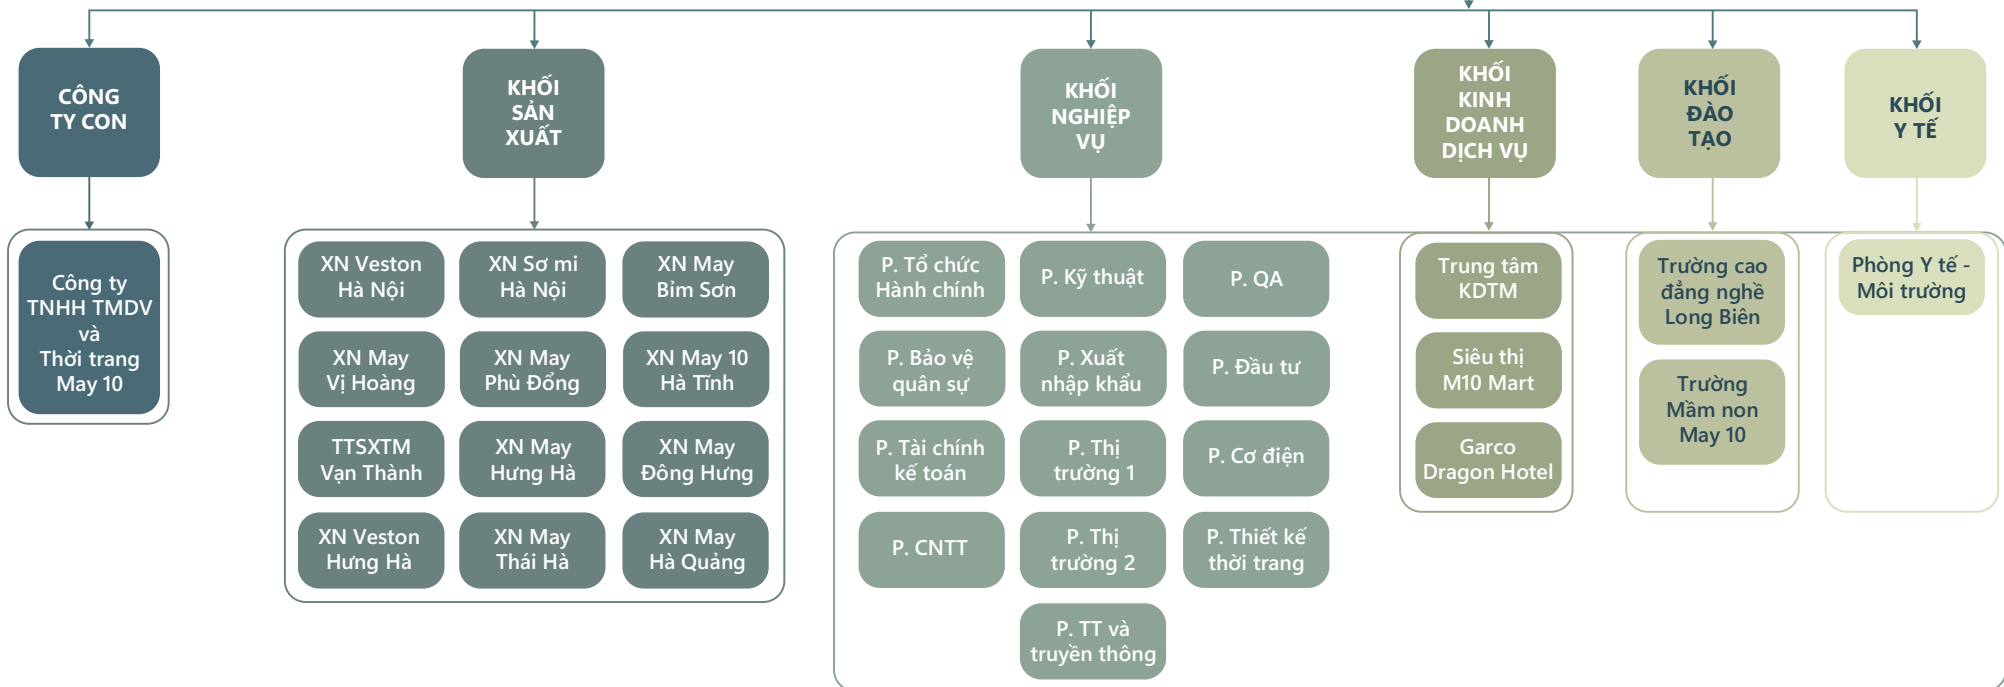 CÔNG
TY CON
KHỐI
SẢN
XUẤT
KHỐI
NGHIỆP
VỤ
KHỐI
KINH
DOANH
DỊCH VỤ
KHỐI
ĐÀO
TẠO
KHỐI
Y TẾ
Công ty
TNHH TMDV
và
Thời trang
May 10
XN Veston
Hà Nội
XN Sơ mi
Hà Nội
XN May
Bỉm Sơn
XN May
Vị Hoàng
XN May
Phù Đổng
XN May 10
Hà Tĩnh
TTSXTM
Vạn Thành
XN May
Hưng Hà
XN May
Đông Hưng
XN Veston
Hưng Hà
XN May
Thái Hà
XN May
Hà Quảng
P. Tổ chức
Hành chính
P. Kỹ thuật
P. QA
P. Bảo vệ
quân sự
P. Xuất
nhập khẩu
P. Đầu tư
P. Tài chính
kế toán
P. Thị
trường 1
P. Cơ điện
P. CNTT
P. Thị
trường 2
P. Thiết kế
thời trang
P. TT và
truyền thông
Trung tâm
KDTM
Siêu thị
M10 Mart
Garco
Dragon Hotel
Trường cao
đẳng nghề
Long Biên
Trường
Mầm non
May 10
Phòng Y tế -
Môi trường